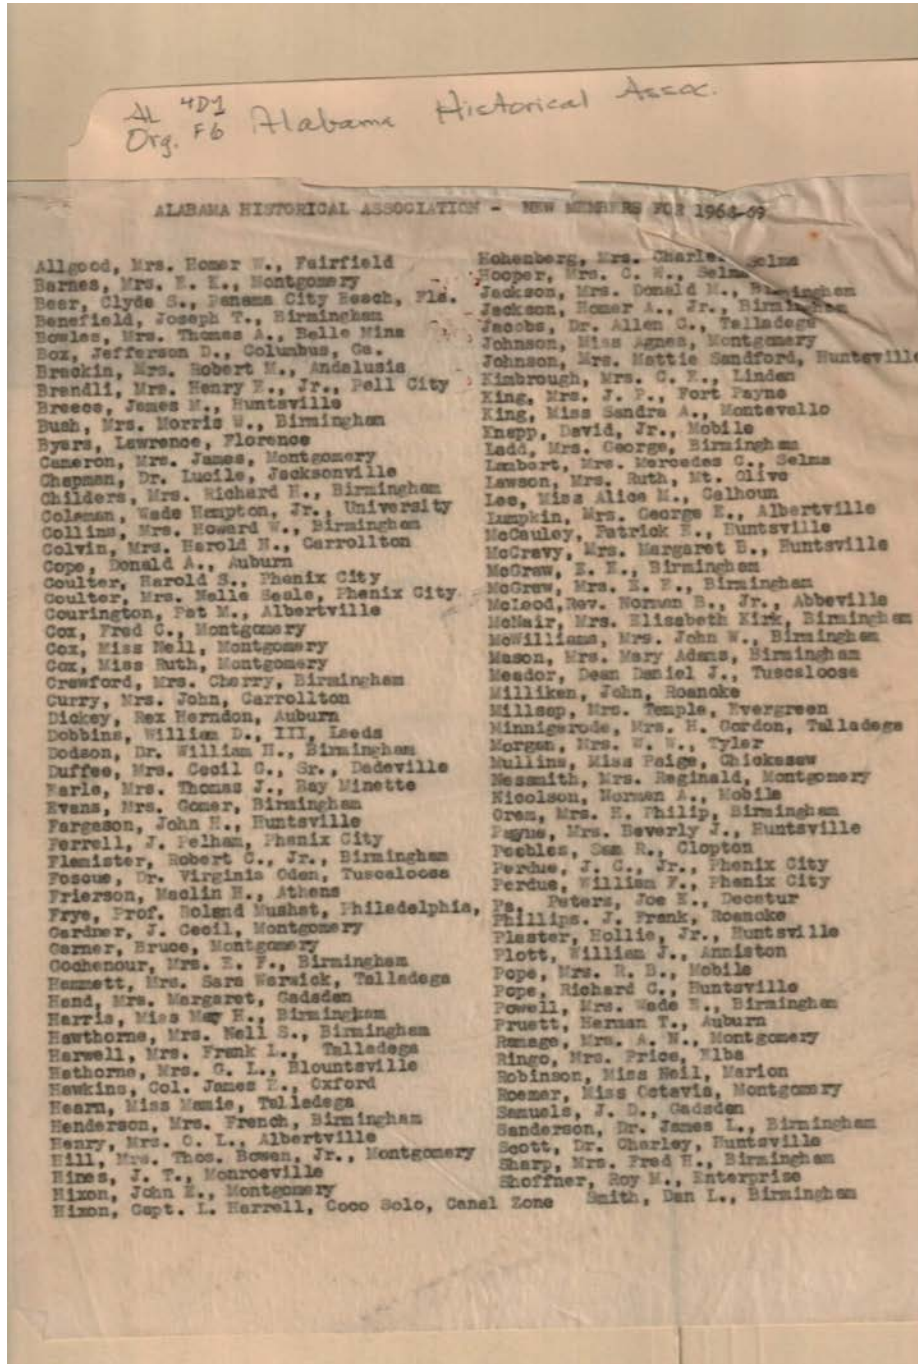 AL 4D1
Org. F6 Alabama Historical Assoc.
ALABAMA HISTORICAL ASSOCIATION - NEW MEMBERS FOR 1968-69
Allgood, Mrs. Homer W., Fairfield
Barnes, Mrs. E. K., Montgomery
Bear, Clyde S., Panama City Beach, Fla.
Benefield, Joseph T., Birmingham
Bowles, Mrs. Thomas A., Belle Mina
Box, Jefferson D., Columbus, Ga.
Brackin, Mrs. Robert M., Andalusia
Brendli, Mrs. Henry E., Jr., Pell City
Breece, James M., Huntsville
Bush, Mrs. Morris W., Birmingham
Byars, Lawrence, Florence
Cameron, Mrs. James, Montgomery
Chapman, Dr. Lucile, Jacksonville
Childers, Mrs. Richard H., Birmingham
Coleman, Wade Hampton, Jr., University
Collins, Mrs. Howard W., Birmingham
Colvin, Mrs. Harold H., Carrollton
Cope, Donald A., Auburn
Coulter, Harold S., Phenix City
Coulter, Mrs. Nelle Seale, Phenix City
Courington, Pat M., Albertville
Cox, Fred C., Montgomery
Cox, Miss Nell, Montgomery
Cox, Miss Ruth, Montgomery
Crawford, Mrs. Cherry, Birmingham
Curry, Mrs. John, Carrollton
Dickey, Rex Herndon, Auburn
Dobbins, William D., III, Leeds
Dodson, Dr. William H., Birmingham
Duffee, Mrs. Cecil G., Sr., Dadeville
Earle, Mrs. Thomas J., Bay Minette
Evans, Mrs. Gomer, Birmingham
Fargason, John H., Huntsville
Ferrell, J. Pelham, Phenix City
Flemister, Robert C., Jr., Birmingham
Foscue, Dr. Virginia Oden, Tuscaloosa
Frierson, Maclin H., Athens
Frye, Prof. Roland Mushat, Philadelphia, Pa.
Gardner, J. Cecil, Montgomery
Garner, Bruce, Montgomery
Gochenour, Mrs. E. F., Birmingham
Hammett, Mrs. Sara Warwick, Talladega
Hand, Mrs. Margaret, Gadsden
Harris, Miss May H., Birmingham
Hawthorne, Mrs. Nell S., Birmingham
Harwell, Mrs. Frank L., Talladega
Hathorne, Mrs. G. L., Blountsville
Hawkins, Col. James E., Oxford
Hearn, Miss Mamie, Talladega
Henderson, Mrs. French, Birmingham
Henry, Mrs. O. L., Albertville
Hill, Mrs. Thos. Bowen, Jr., Montgomery
Hines, J. T., Monroeville
Hixon, John E., Montgomery
Hixon, Capt. L. Harrell, Coco Solo, Canal Zone
Hohenberg, Mrs. Charles Selma
Hooper, Mrs. C. W., Selma
Jackson, Mrs. Donald M., Birmingham
Jackson, Homer A., Jr., Birmingham
Jacobs, Dr. Allen G., Talladega
Johnson, Miss Agnes, Montgomery
Johnson, Mrs. Mattie Sandford, Huntsville
Kimbrough, Mrs. C. E., Linden
King, Mrs. J. P., Fort Payne
King, Miss Sandra A., Montevallo
Knapp, David, Jr., Mobile
Ladd, Mrs. George, Birmingham
Lambert, Mrs. Mercedes C., Selma
Lawson, Mrs. Ruth, Mt. Olive
Lee, Miss Alice M., Calhoun
Lumpkin, Mrs. George E., Albertville
McCauley, Patrick E., Huntsville
McCravy, Mrs. Margaret B., Huntsville
McGraw, E. E., Birmingham
McGraw, Mrs. E. E., Birmingham
McLeod,Rev. Norman B., Jr., Abbeville
McNair, Mrs. Elisabeth Kirk, Birmingham
McWilliams, Mrs. John W., Birmingham
Mason, Mrs. Mary Adams, Birmingham
Meador, Dean Daniel J., Tuscaloosa
Milliken, John, Roanoke
Millsap, Mrs. Temple, Evergreen
Minnigerode, Mrs. H. Gordon, Talladega
Morgan, Mrs. W. W., Tyler
Mullins, Miss Paige, Chickasaw
Nessmith, Mrs. Reginald, Montgomery
Nicolson, Norman A., Mobile
Oram, Mrs. H. Philip, Birmingham
Payne, Mrs. Beverly J., Huntsville
Peebles, Sam R., Clopton
Perdue, J. C., Jr., Phenix City
Perdue, William F., Phenix City
Peters, Joe E., Decatur
Phillips. J. Frank, Roanoke
Plaster, Hollie, Jr., Huntsville
Plott, William J., Anniston
Pope, Mrs. R. B., Mobile
Pope, Richard C., Huntsville
Powell, Mrs. Wade H., Birmingham
Pruett, Herman T., Auburn
Ramage, Mrs. A. N., Montgomery
Ringo, Mrs. Price, Elba
Robinson, Miss Neil, Marion
Roemer, Miss Octavia, Montgomery
Samuels, J. D., Gadsden
Sanderson, Dr. James L., Birmingham
Scott, Dr. Charley, Huntsville
Sharp, Mrs. Fred H., Birmingham
Shoffner, Roy M., Enterprise
Smith, Dan L., Birmingham